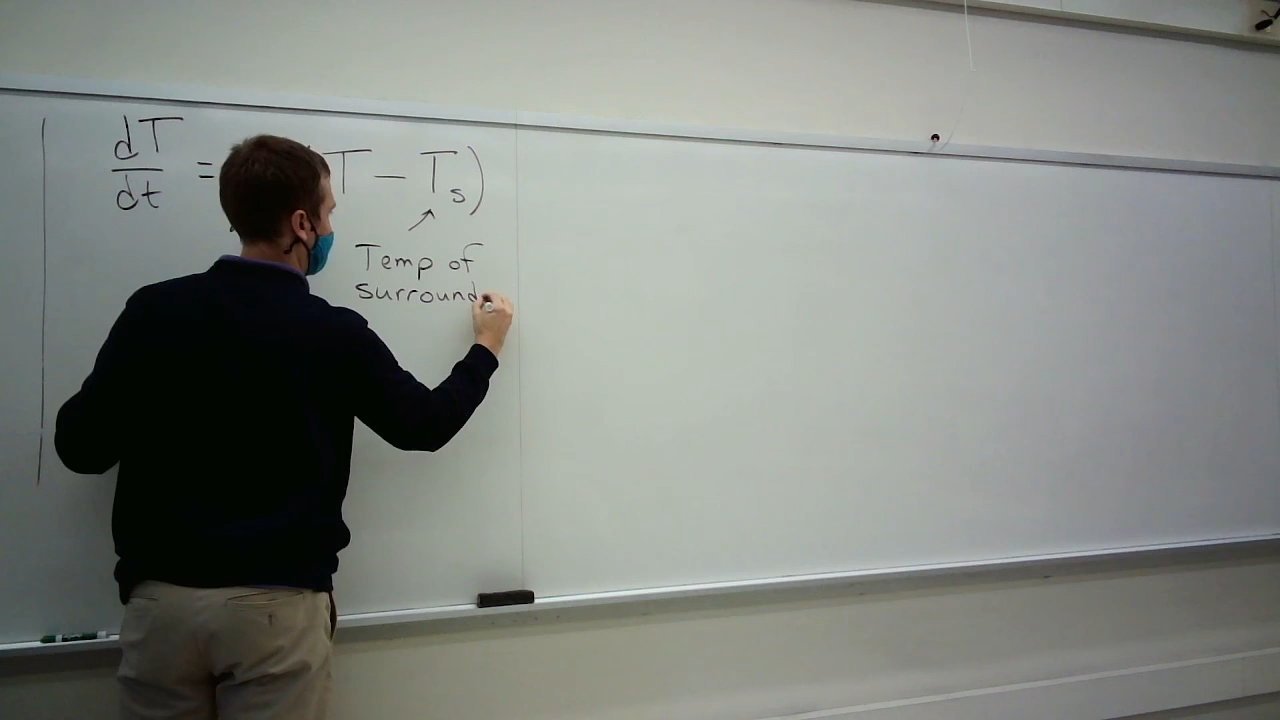 dT/dt = T - Tₛ)
Temp of
surround